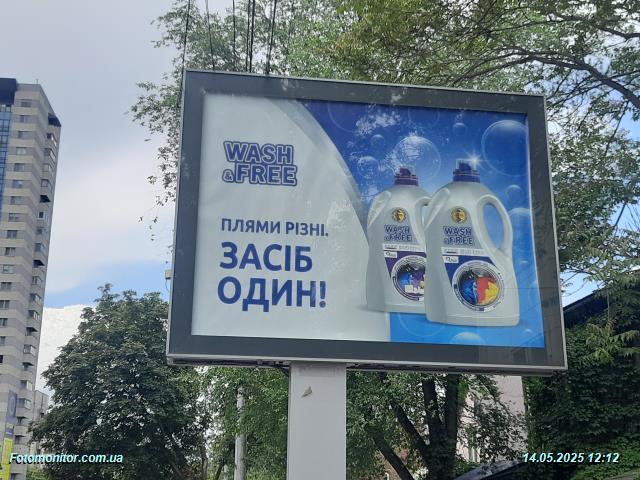 WASH
&FREE
ПЛЯМИ РІЗНІ.
ЗАСІБ
ОДИН!
WASH
&FREE
WASH
&FREE
Fotomonitor.com.ua
14.05.2025 12:12